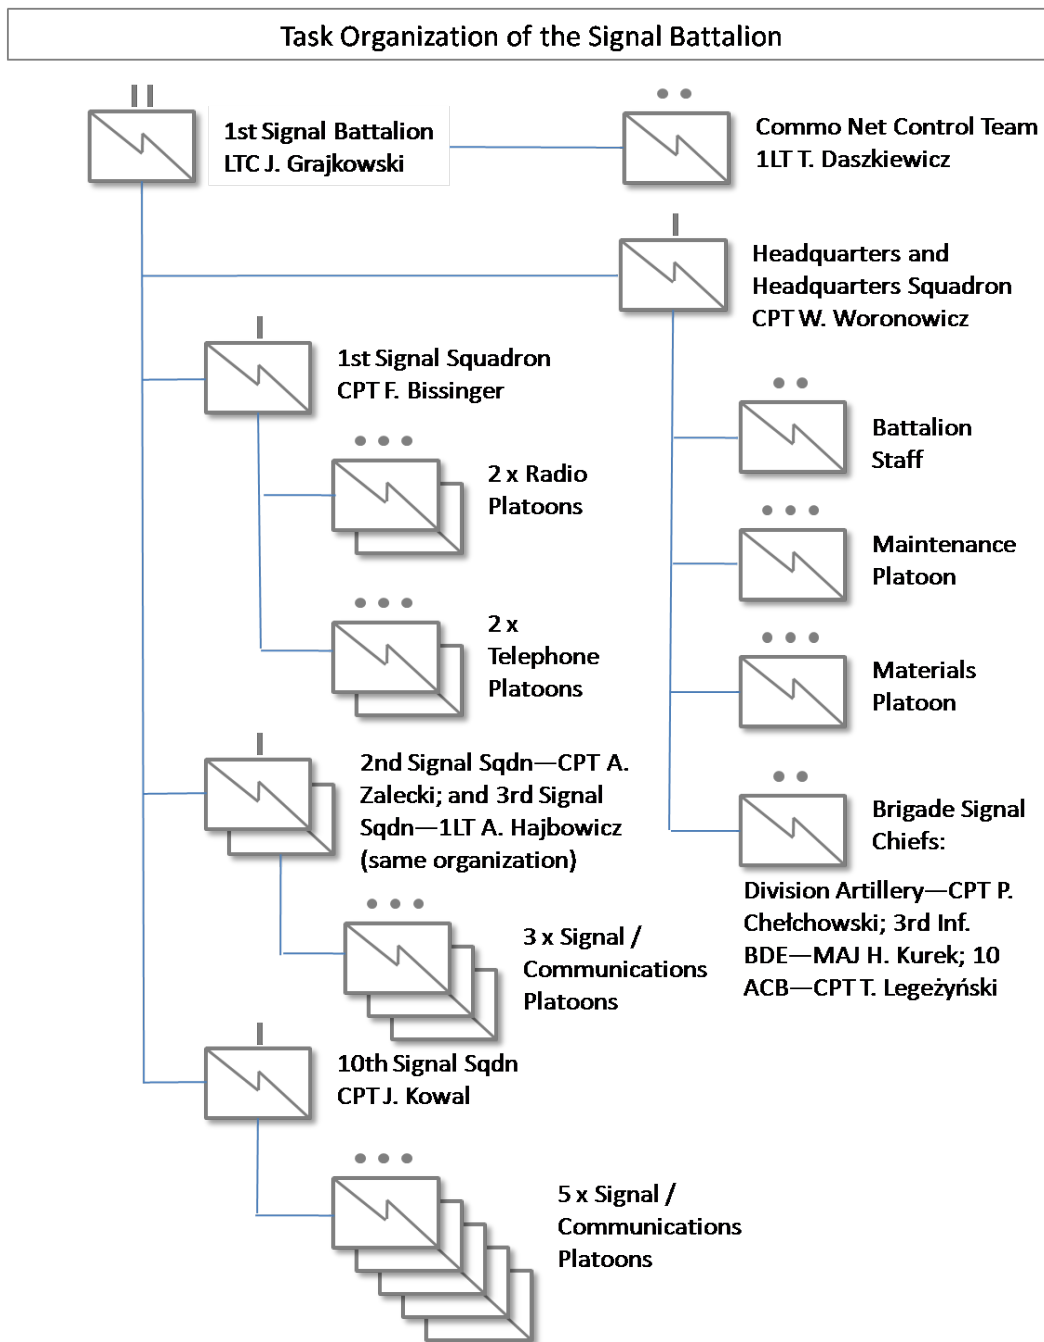 Task Organization of the Signal Battalion
1st Signal Battalion
LTC J. Grajkowski
Commo Net Control Team
1LT T. Daszkiewicz
Headquarters and
Headquarters Squadron
CPT W. Woronowicz
1st Signal Squadron
CPT F. Bissinger
2 x Radio
Platoons
2 x
Telephone
Platoons
Battalion
Staff
Maintenance
Platoon
Materials
Platoon
Brigade Signal
Chiefs:
Division Artillery—CPT P.
Chełchowski; 3rd Inf.
BDE—MAJ H. Kurek; 10
ACB—CPT T. Legeżyński
2nd Signal Sqdn—CPT A.
Zalecki; and 3rd Signal
Sqdn—1LT A. Hajbowicz
(same organization)
3 x Signal /
Communications
Platoons
10th Signal Sqdn
CPT J. Kowal
5 x Signal /
Communications
Platoons